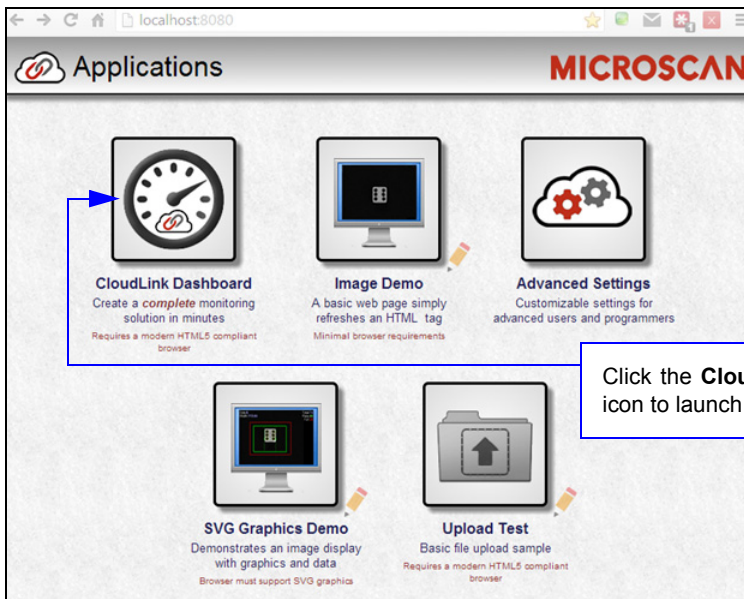 localhost:8080
Applications
MICROSCAN
CloudLink Dashboard
Create a complete monitoring
solution in minutes
Requires a modern HTML5 compliant
browser
Image Demo
A basic web page simply
refreshes an HTML tag
Minimal browser requirements
Advanced Settings
Customizable settings for
advanced users and programmers
Click the Clou
icon to launch
SVG Graphics Demo
Demonstrates an image display
with graphics and data
Browser must support SVG graphics
Upload Test
Basic file upload sample
Requires a modern HTML5 compliant
browser